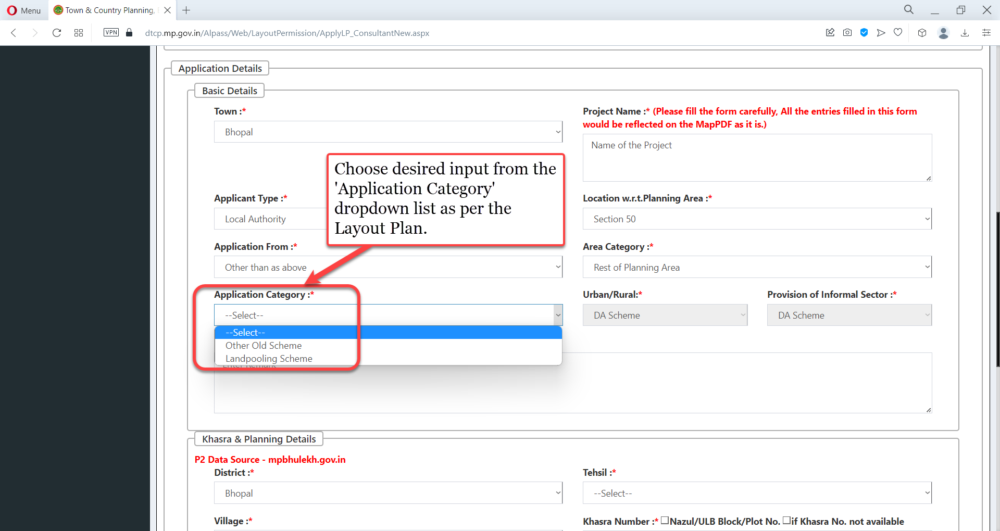 Menu
Town & Country Planning,
VPN
dtcp.mp.gov.in/Alpass/Web/LayoutPermission/ApplyLP_ConsultantNew.aspx
Application Details
Basic Details
Town :*
Bhopal
Project Name :* (Please fill the form carefully, All the entries filled in this form
would be reflected on the MapPDF as it is.)
Name of the Project
Choose desired input from the
'Application Category'
dropdown list as per the
Layout Plan.
Applicant Type :*
Local Authority
Location w.r.t.Planning Area :*
Section 50
Application From :*
Other than as above
Area Category :*
Rest of Planning Area
Application Category :*
--Select--
Urban/Rural:*
DA Scheme
Provision of Informal Sector :*
DA Scheme
--Select--
Other Old Scheme
Landpooling Scheme
Enter Remark
Khasra & Planning Details
P2 Data Source - mpbhulekh.gov.in
District :*
Bhopal
Tehsil :*
--Select--
Village :*
Khasra Number :* Nazul/ULB Block/Plot No. if Khasra No. not available